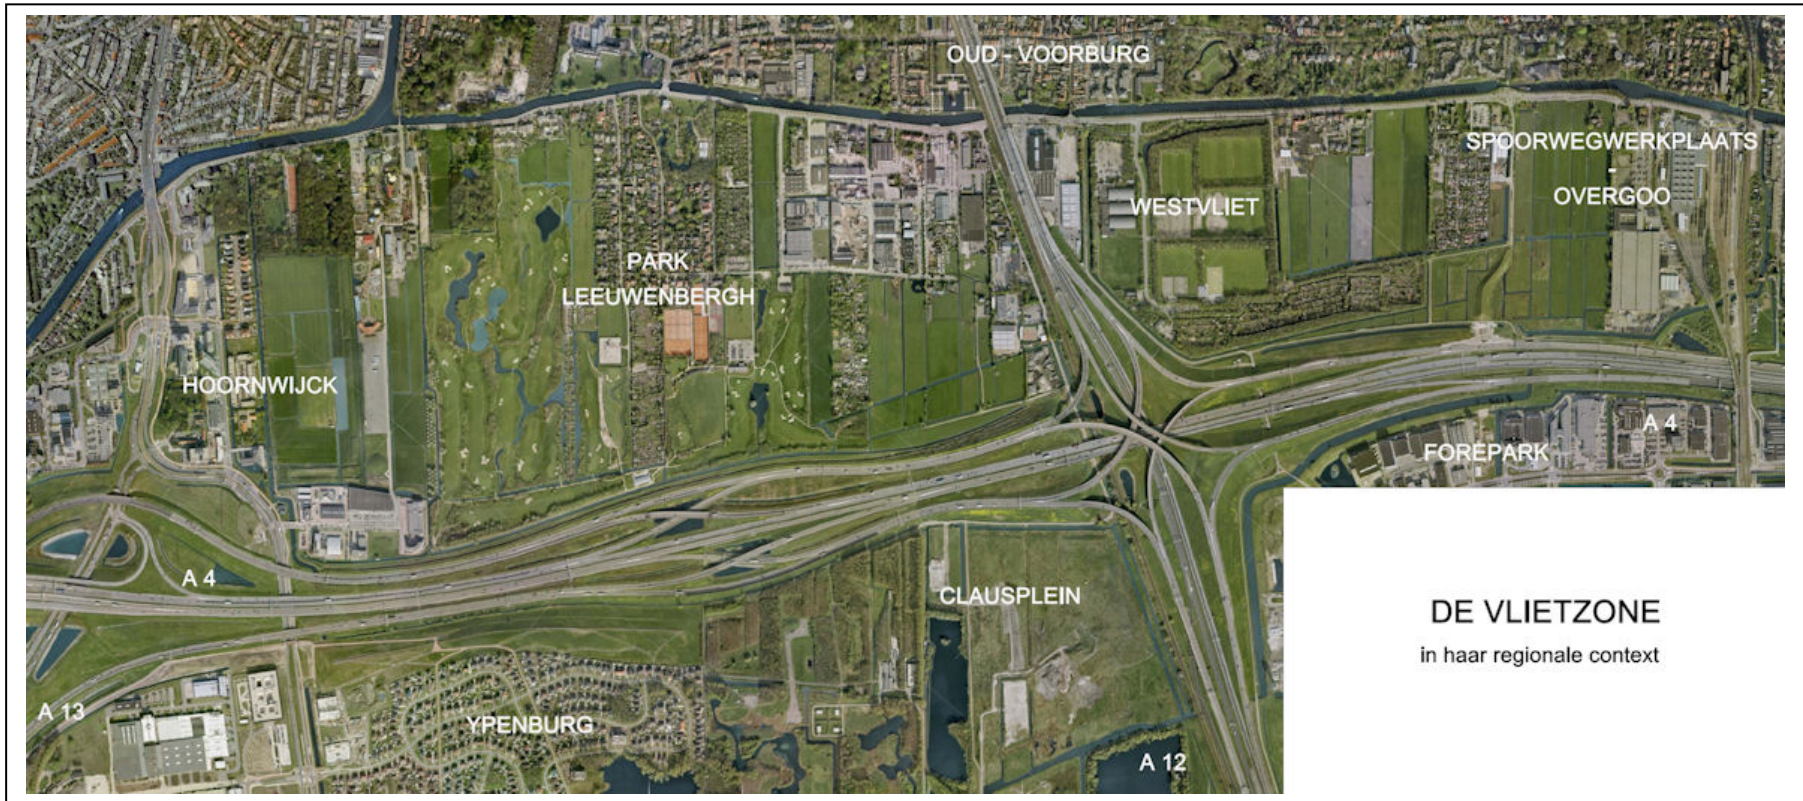 OUD - VOORBURG
SPOORWEGWERKPLAATS
-
OVERGOO
WESTVLIET
PARK
LEEUWENBERGH
HOORNWIJCK
A 4
FOREPARK
A 4
CLAUSPLEIN
A 13
YPENBURG
A 12
DE VLIETZONE
in haar regionale context